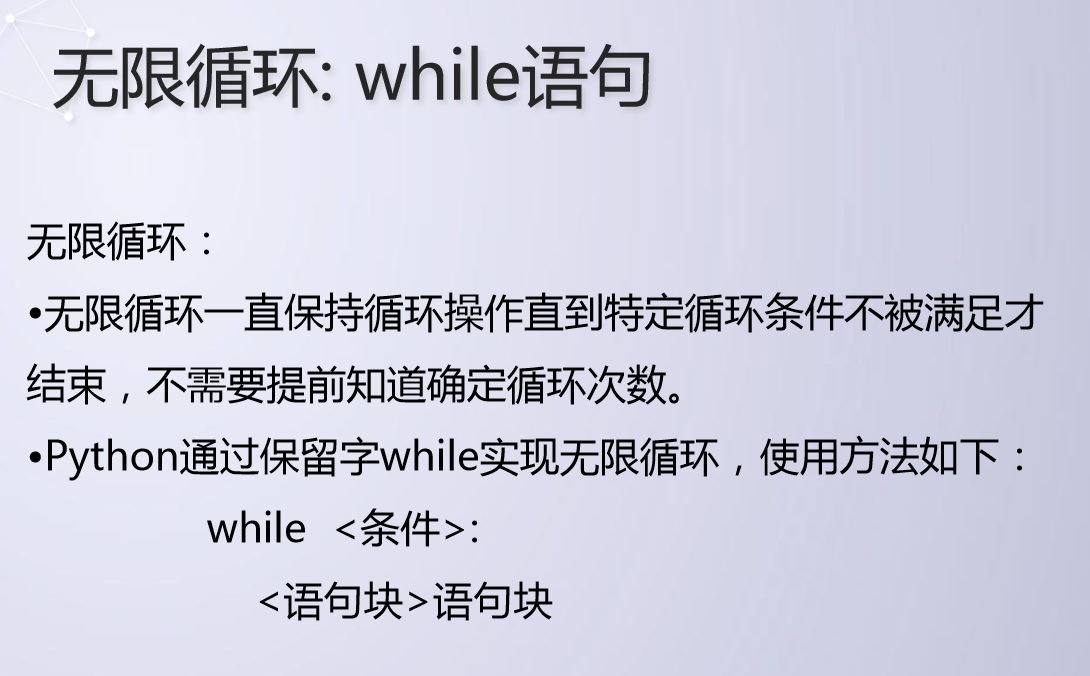 无限循环: while语句
无限循环：
•无限循环一直保持循环操作直到特定循环条件不被满足才
结束，不需要提前知道确定循环次数。
•Python通过保留字while实现无限循环，使用方法如下：
while <条件>:
<语句块>语句块